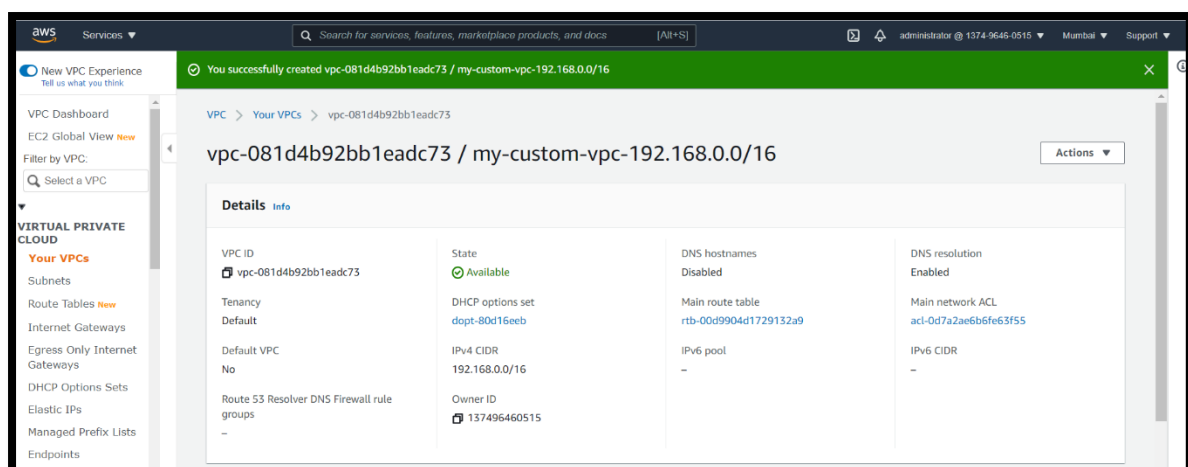 aws Services ▼ Search for services, features, marketplace products, and docs [Alt+S] administrator @ 1374-9646-0515 ▼ Mumbai ▼ Support ▼
New VPC Experience
Tell us what you think
You successfully created vpc-081d4b92bb1eadc73 / my-custom-vpc-192.168.0.0/16
VPC Dashboard
EC2 Global View New
Filter by VPC:
Select a VPC
VIRTUAL PRIVATE
CLOUD
Your VPCs
Subnets
Route Tables New
Internet Gateways
Egress Only Internet
Gateways
DHCP Options Sets
Elastic IPs
Managed Prefix Lists
Endpoints
VPC > Your VPCs > vpc-081d4b92bb1eadc73
vpc-081d4b92bb1eadc73 / my-custom-vpc-192.168.0.0/16
Actions ▼
Details Info
VPC ID
vpc-081d4b92bb1eadc73
State
Available
DNS hostnames
Disabled
DNS resolution
Enabled
Tenancy
Default
DHCP options set
dopt-80d16eeb
Main route table
rtb-00d9904d1729132a9
Main network ACL
acl-0d7a2ae6b6fe63f55
Default VPC
No
IPv4 CIDR
192.168.0.0/16
IPv6 pool
–
IPv6 CIDR
–
Route 53 Resolver DNS Firewall rule
groups
–
Owner ID
137496460515